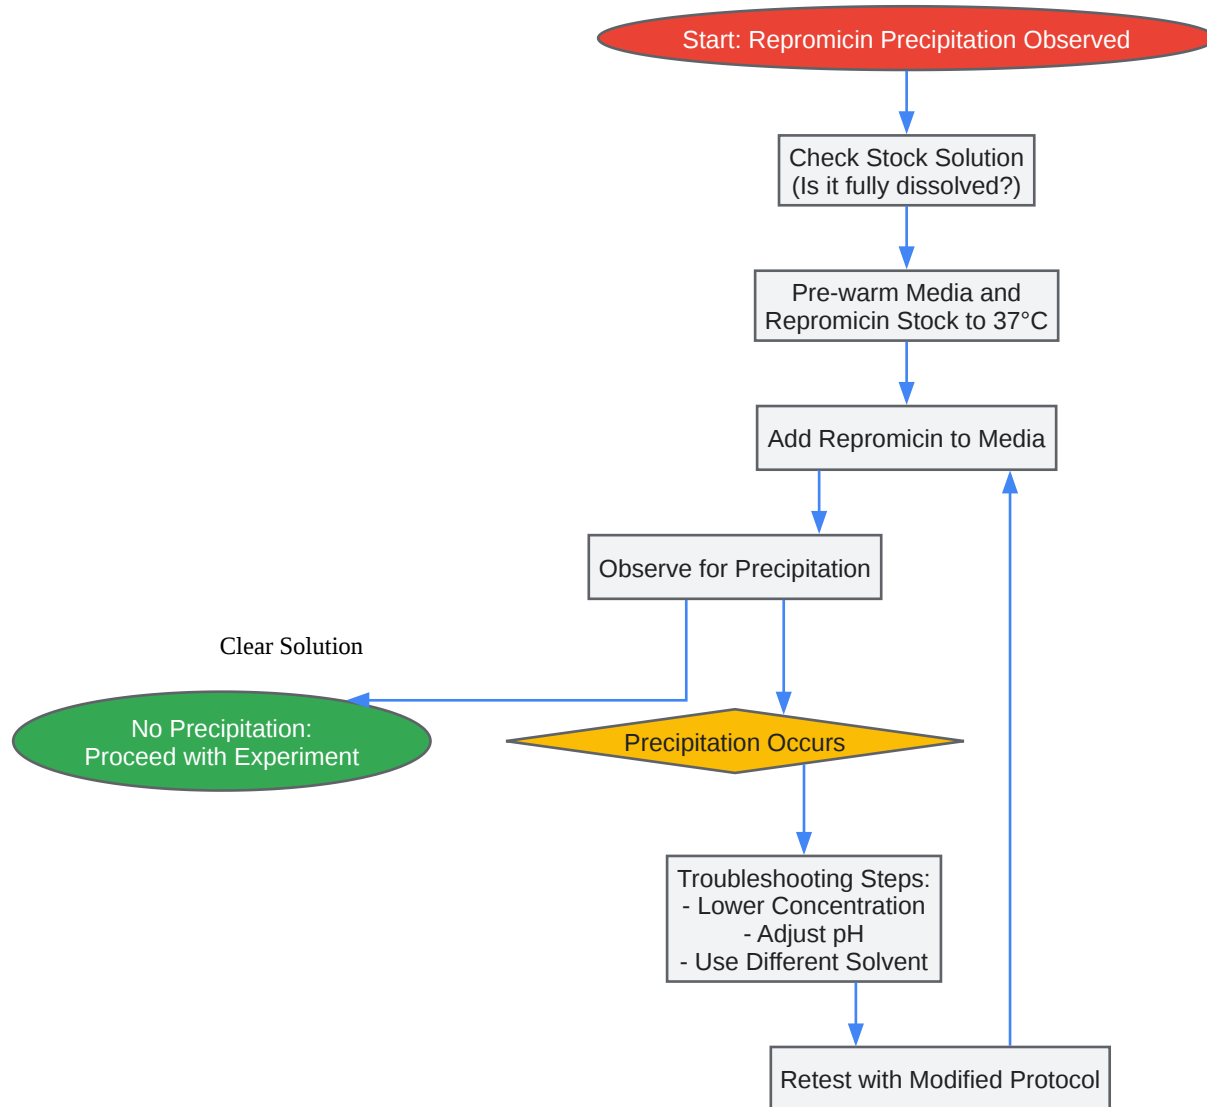 Start: Repromicin Precipitation Observed
Check Stock Solution
(Is it fully dissolved?)
Pre-warm Media and
Repromicin Stock to 37°C
Add Repromicin to Media
Observe for Precipitation
Clear Solution
No Precipitation:
Proceed with Experiment
Precipitation Occurs
Troubleshooting Steps:
- Lower Concentration
- Adjust pH
- Use Different Solvent
Retest with Modified Protocol